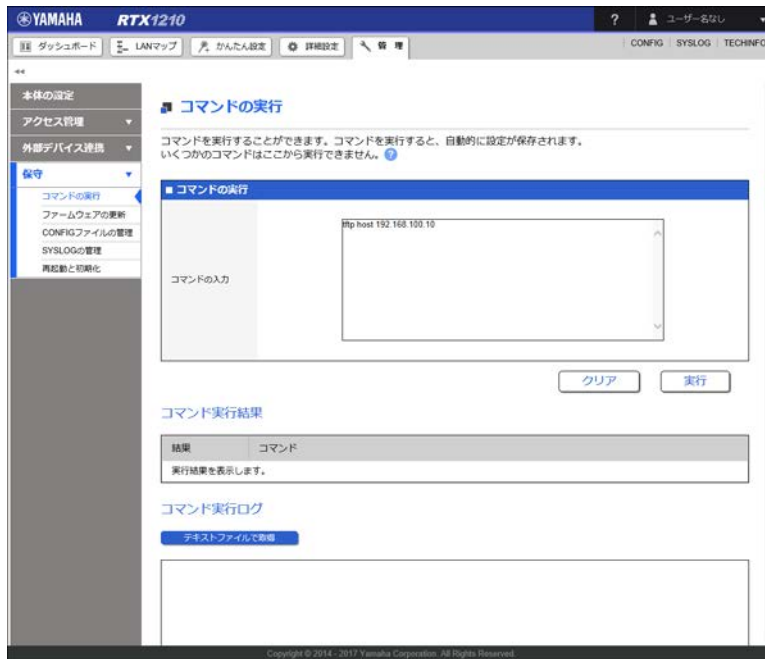 YAMAHA RTX1210
? ユーザー名なし
ダッシュボード LANマップ かんたん設定 詳細設定 管理 CONFIG SYSLOG TECHINFO
本体の設定
アクセス管理
外部デバイス連携
保守
コマンドの実行
ファームウェアの更新
CONFIGファイルの管理
SYSLOGの管理
再起動と初期化
コマンドの実行
コマンドを実行することができます。コマンドを実行すると、自動的に設定が保存されます。
いくつかのコマンドはここから実行できません。 ?
■ コマンドの実行
コマンドの入力
tftp host 192.168.100.10
クリア 実行
コマンド実行結果
結果 コマンド
実行結果を表示します。
コマンド実行ログ
テキストファイルで取得
Copyright © 2014 - 2017 Yamaha Corporation. All Rights Reserved.